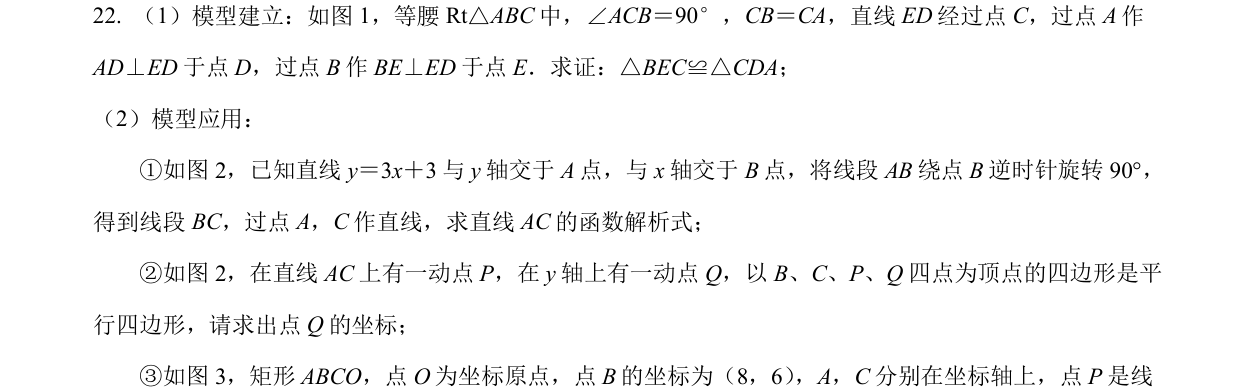 22. （1）模型建立：如图 1，等腰 Rt△ABC 中，∠ACB＝90°，CB＝CA，直线 ED 经过点 C，过点 A 作
AD⊥ED 于点 D，过点 B 作 BE⊥ED 于点 E．求证：△BEC≌△CDA；
（2）模型应用：
①如图 2，已知直线 y＝3x＋3 与 y 轴交于 A 点，与 x 轴交于 B 点，将线段 AB 绕点 B 逆时针旋转 90°，
得到线段 BC，过点 A，C 作直线，求直线 AC 的函数解析式；
②如图 2，在直线 AC 上有一动点 P，在 y 轴上有一动点 Q，以 B、C、P、Q 四点为顶点的四边形是平
行四边形，请求出点 Q 的坐标；
③如图 3，矩形 ABCO，点 O 为坐标原点，点 B 的坐标为（8，6），A，C 分别在坐标轴上，点 P 是线